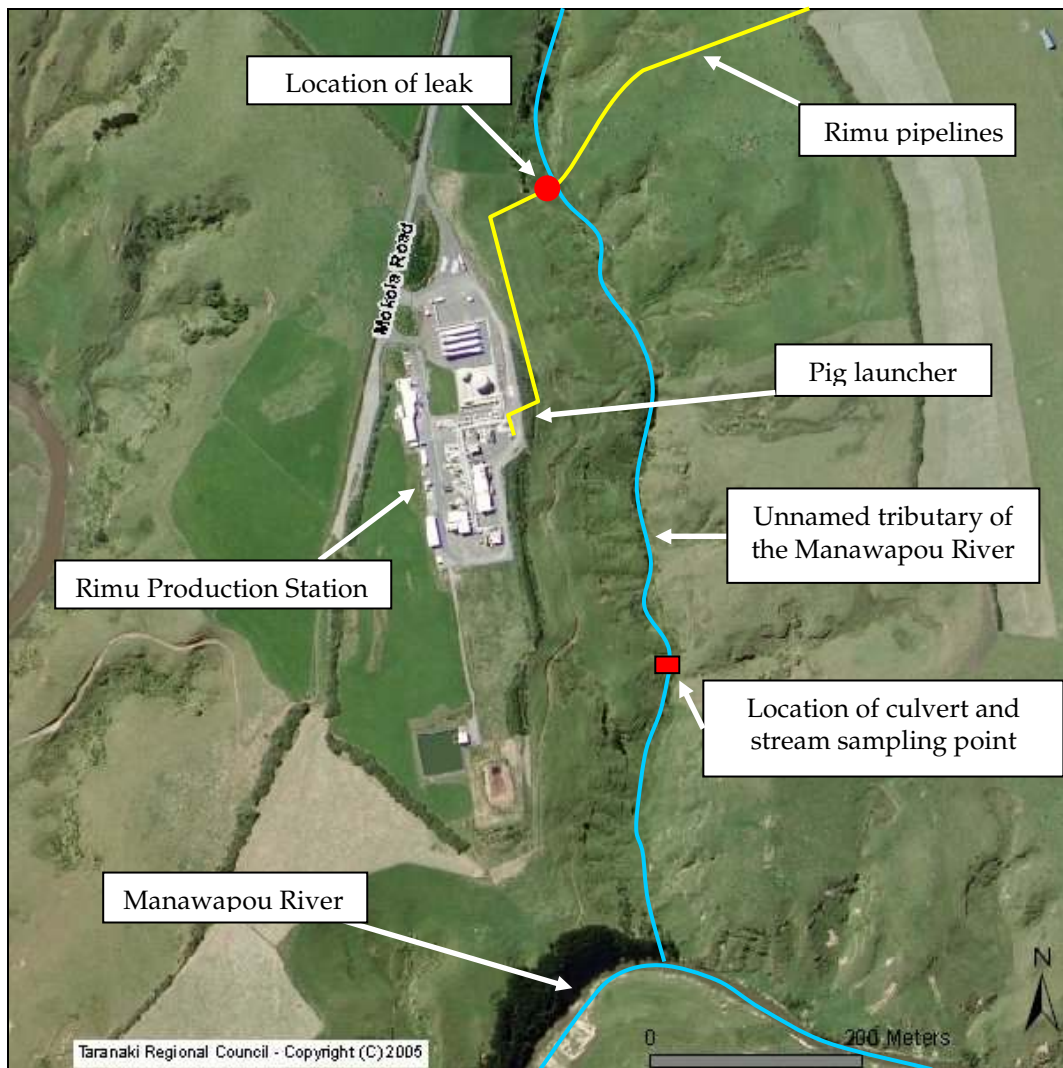 Location of leak
Rimu pipelines
Mokoia Road
Pig launcher
Unnamed tributary of
the Manawapou River
Rimu Production Station
Location of culvert and
stream sampling point
Manawapou River
N
0
200 Meters
Taranaki Regional Council - Copyright (C) 2005